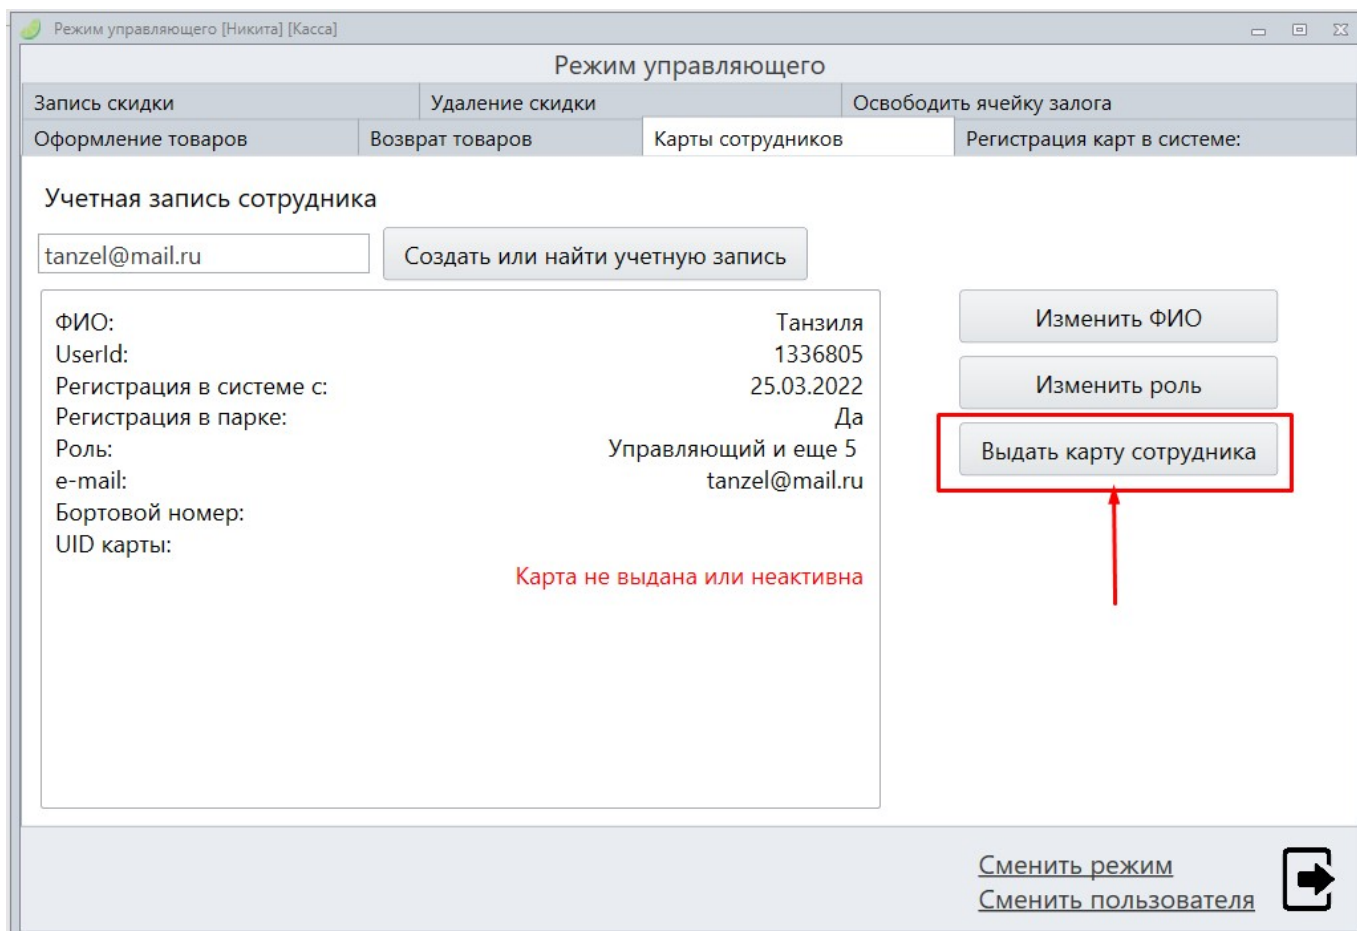 Режим управляющего [Никита] [Касса]
Режим управляющего
Запись скидки Удаление скидки Освободить ячейку залога
Оформление товаров Возврат товаров Карты сотрудников Регистрация карт в системе:
Учетная запись сотрудника
tanzel@mail.ru Создать или найти учетную запись
ФИО: Танзиля
UserId: 1336805
Регистрация в системе с: 25.03.2022
Регистрация в парке: Да
Роль: Управляющий и еще 5
e-mail: tanzel@mail.ru
Бортовой номер:
UID карты:
Карта не выдана или неактивна
Изменить ФИО
Изменить роль
Выдать карту сотрудника
Сменить режим
Сменить пользователя